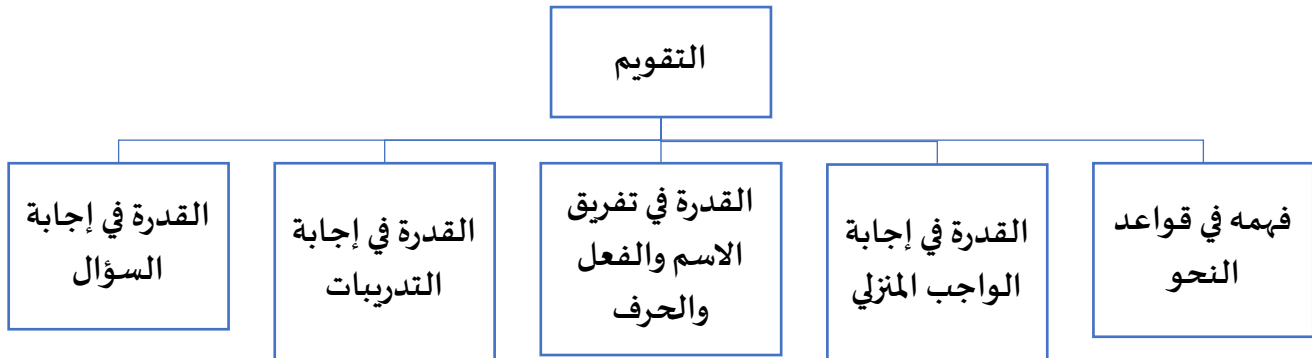 التقويم
فهمه في قواعد
النحو
القدرة في إجابة
الواجب المنزلي
القدرة في تفريق
الاسم والفعل
والحرف
القدرة في إجابة
التدريبات
القدرة في إجابة
السؤال